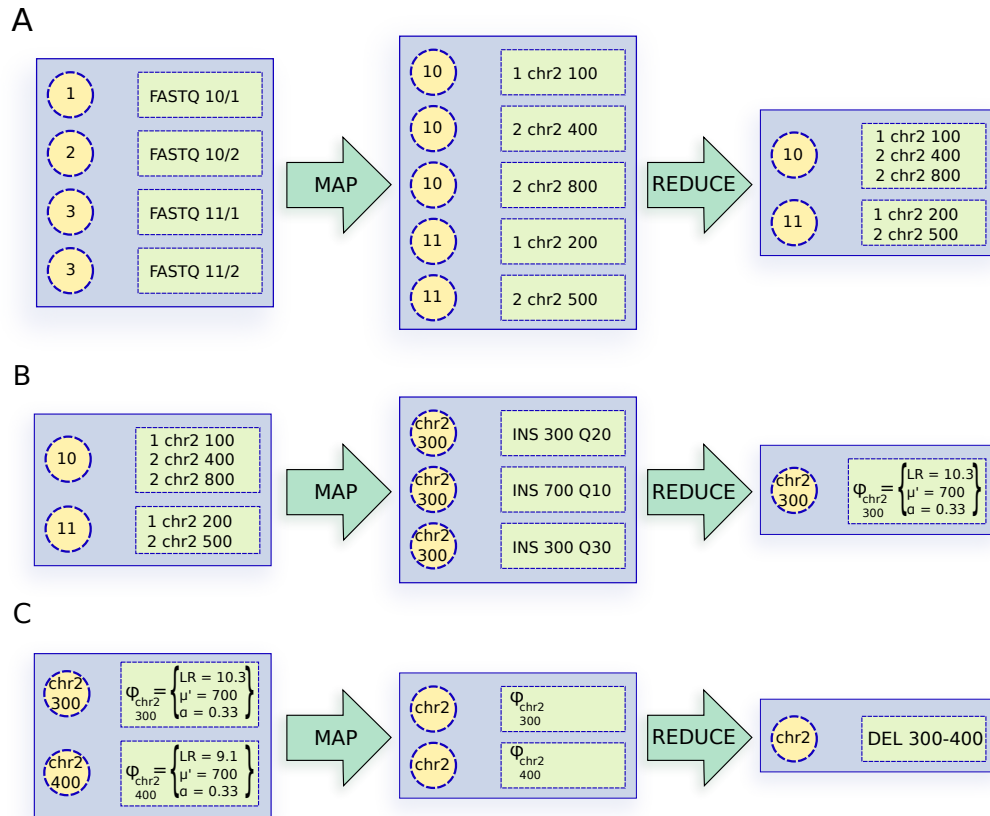 A
1
FASTQ 10/1
2
FASTQ 10/2
3
FASTQ 11/1
3
FASTQ 11/2
MAP
10
1 chr2 100
10
2 chr2 400
10
2 chr2 800
11
1 chr2 200
11
2 chr2 500
REDUCE
10
1 chr2 100
2 chr2 400
2 chr2 800
11
1 chr2 200
2 chr2 500
B
10
1 chr2 100
2 chr2 400
2 chr2 800
11
1 chr2 200
2 chr2 500
MAP
chr2
300
INS 300 Q20
chr2
300
INS 700 Q10
chr2
300
INS 300 Q30
REDUCE
chr2
300
φchr2 300={
LR = 10.3
μ' = 700
α = 0.33
}
C
chr2
300
φchr2 300={
LR = 10.3
μ' = 700
α = 0.33
}
chr2
400
φchr2 400={
LR = 9.1
μ' = 700
α = 0.33
}
MAP
chr2
φchr2 300
chr2
φchr2 400
REDUCE
chr2
DEL 300-400